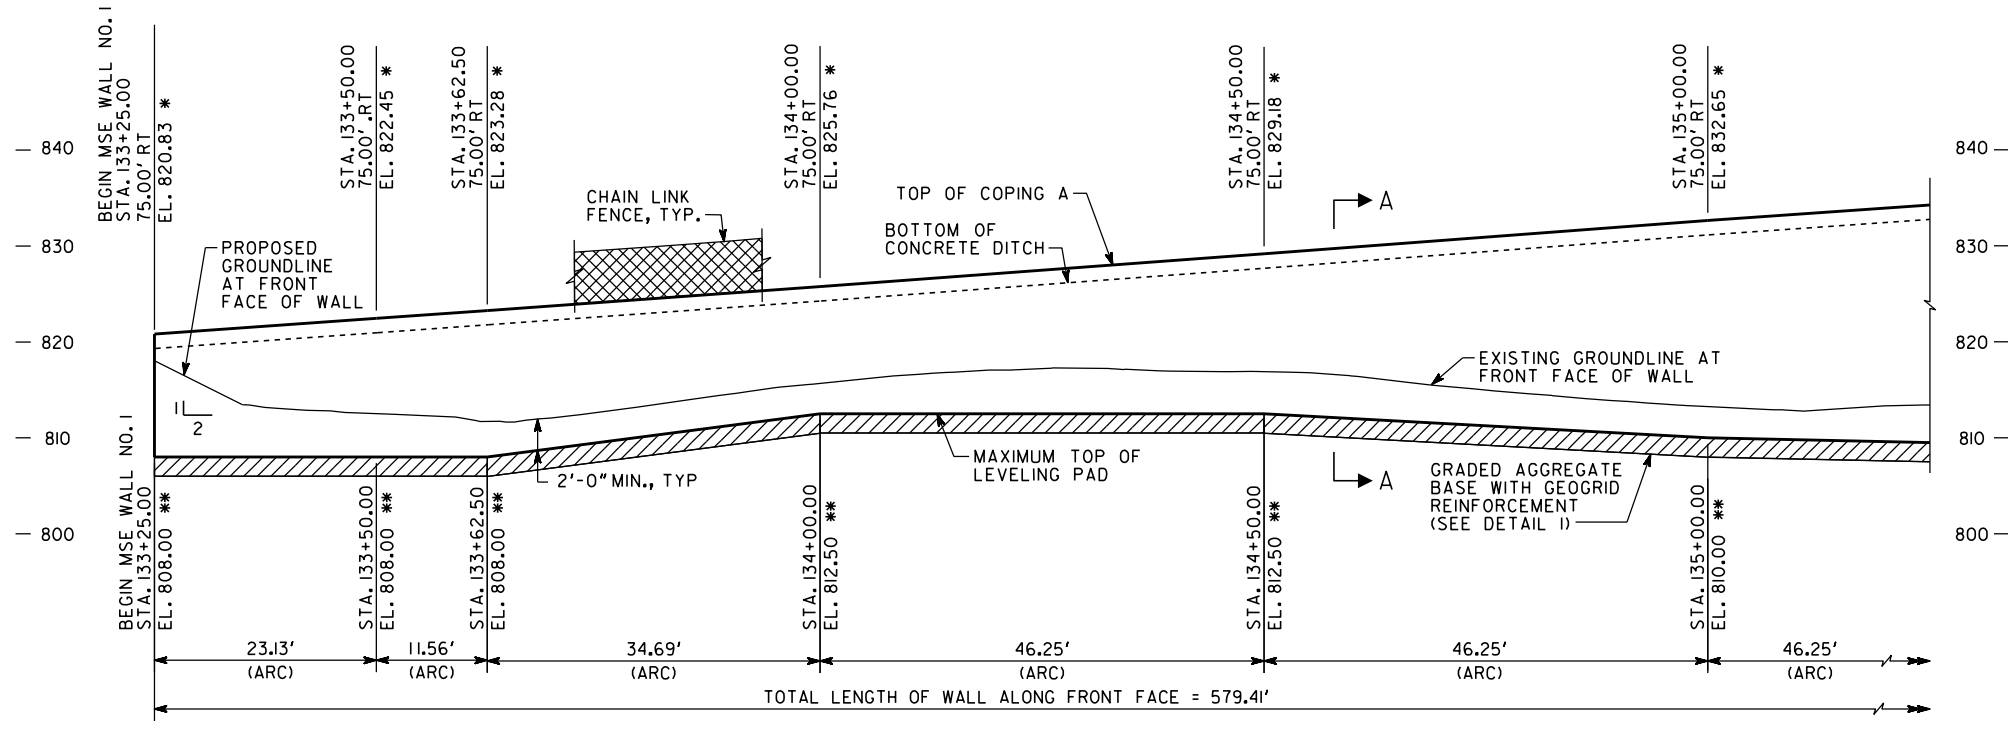 BEGIN MSE WALL NO. 1
STA. 133+25.00
75.00' RT
EL. 820.83 *
STA. 133+50.00
75.00'.RT
EL. 822.45 *
STA. 133+62.50
75.00' RT
EL. 823.28 *
STA. 134+00.00
75.00' RT
EL. 825.76 *
STA. 134+50.00
75.00' RT
EL. 829.18 *
STA. 135+00.00
75.00' RT
EL. 832.65 *
840
830
820
810
800
840
830
820
810
800
PROPOSED
GROUNDLINE
AT FRONT
FACE OF WALL
CHAIN LINK
FENCE, TYP.
TOP OF COPING A
BOTTOM OF
CONCRETE DITCH
A
EXISTING GROUNDLINE AT
FRONT FACE OF WALL
1
2
2'-0" MIN., TYP
MAXIMUM TOP OF
LEVELING PAD
A
GRADED AGGREGATE
BASE WITH GEOGRID
REINFORCEMENT
(SEE DETAIL 1)
BEGIN MSE WALL NO. 1
STA. 133+25.00
EL. 808.00 **
STA. 133+50.00
EL. 808.00 **
STA. 133+62.50
EL. 808.00 **
STA. 134+00.00
EL. 812.50 **
STA. 134+50.00
EL. 812.50 **
STA. 135+00.00
EL. 810.00 **
23.13'
(ARC)
11.56'
(ARC)
34.69'
(ARC)
46.25'
(ARC)
46.25'
(ARC)
46.25'
(ARC)
TOTAL LENGTH OF WALL ALONG FRONT FACE = 579.41'